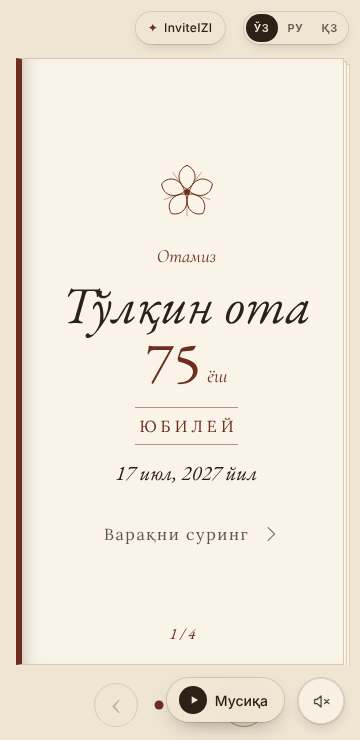 InviteIZI
ЎЗ РУ ҚЗ
Отамиз
Тўлқин ота
75 ёш
ЮБИЛЕЙ
17 июл, 2027 йил
Варақни суринг
1/4
Мусиқа